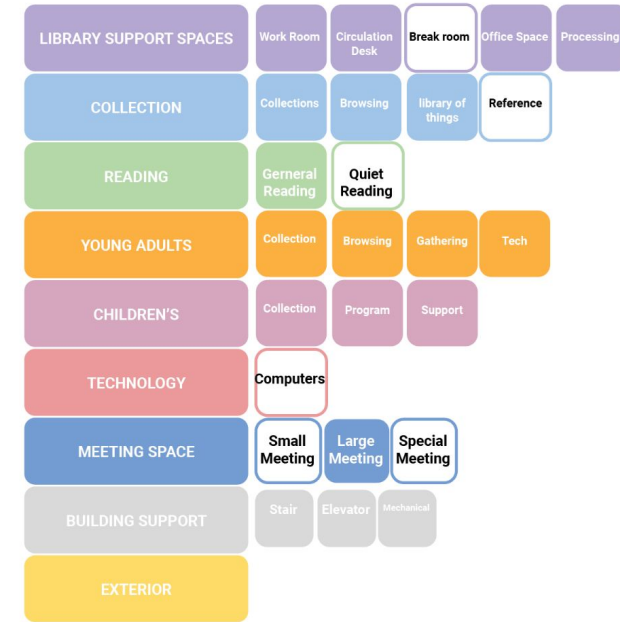 LIBRARY SUPPORT SPACES
Work Room
Circulation
Desk
Break room
Office Space
Processing
COLLECTION
Collections
Browsing
library of
things
Reference
READING
Gerneral
Reading
Quiet
Reading
YOUNG ADULTS
Collection
Browsing
Gathering
Tech
CHILDREN'S
Collection
Program
Support
TECHNOLOGY
Computers
MEETING SPACE
Small
Meeting
Large
Meeting
Special
Meeting
BUILDING SUPPORT
Stair
Elevator
Mechanical
EXTERIOR